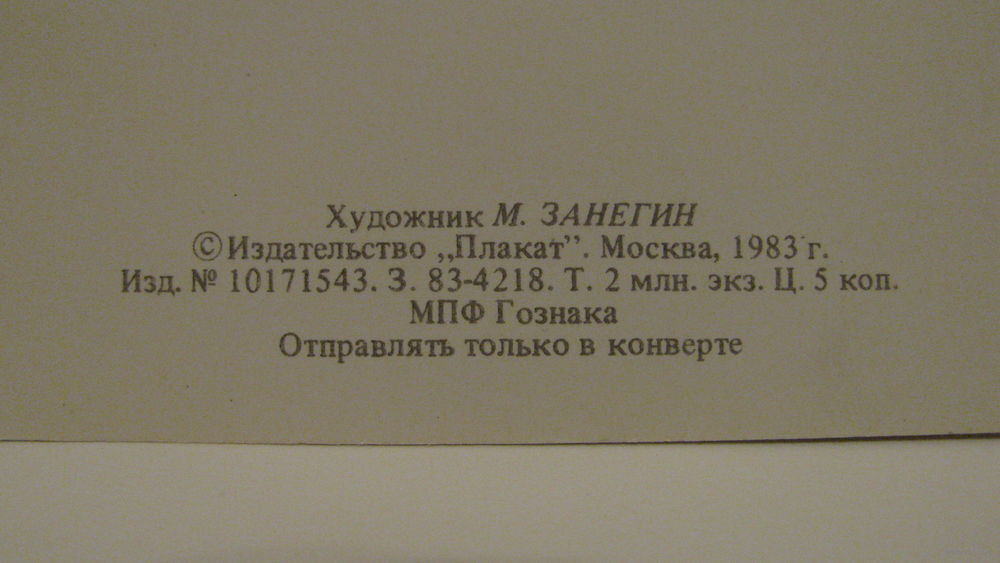 Художник М. ЗАНЕГИН
©Издательство „Плакат”. Москва, 1983 г.
Изд. № 10171543. З. 83-4218. Т. 2 млн. экз. Ц. 5 коп.
МПФ Гознака
Отправлять только в конверте